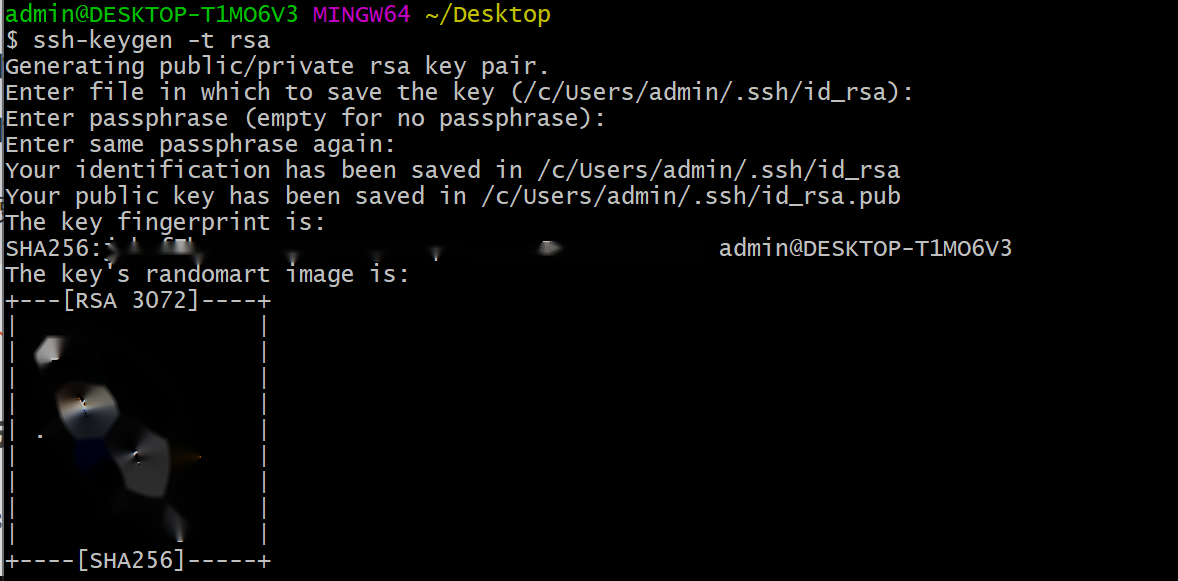 admin@DESKTOP-T1MO6V3 MINGW64 ~/Desktop
$ ssh-keygen -t rsa
Generating public/private rsa key pair.
Enter file in which to save the key (/c/Users/admin/.ssh/id_rsa):
Enter passphrase (empty for no passphrase):
Enter same passphrase again:
Your identification has been saved in /c/Users/admin/.ssh/id_rsa
Your public key has been saved in /c/Users/admin/.ssh/id_rsa.pub
The key fingerprint is:
SHA256: admin@DESKTOP-T1MO6V3
The key's randomart image is:
+---[RSA 3072]----+
| |
| |
| |
| |
| . |
| |
| |
| |
| |
+----[SHA256]-----+